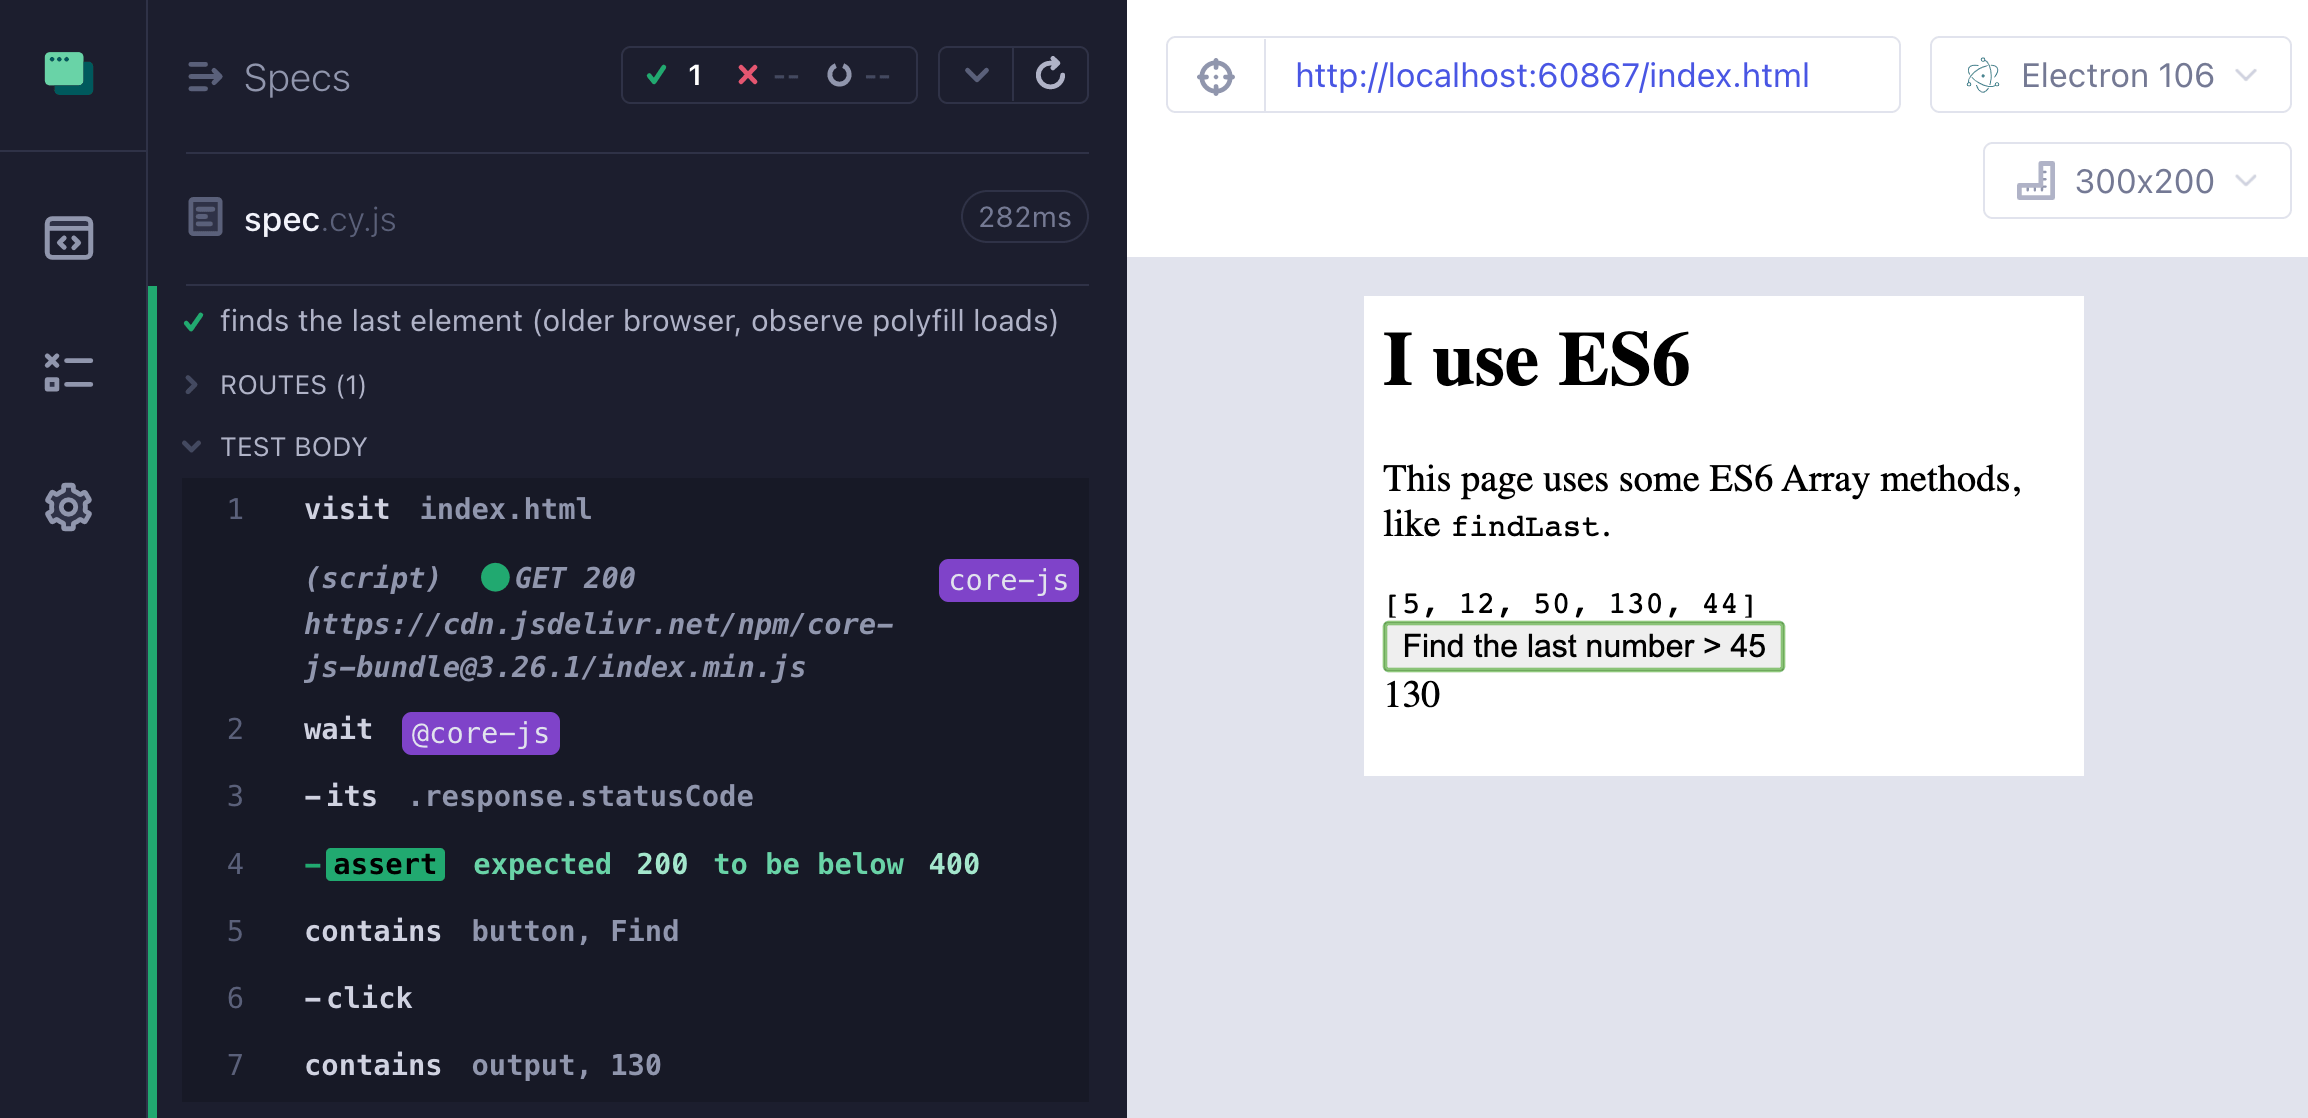 Specs
1 -- --
spec.cy.js
282ms
finds the last element (older browser, observe polyfill loads)
ROUTES (1)
TEST BODY
1 visit index.html
(script) GET 200 core-js
https://cdn.jsdelivr.net/npm/core-
js-bundle@3.26.1/index.min.js
2 wait @core-js
3 -its .response.statusCode
4 -assert expected 200 to be below 400
5 contains button, Find
6 -click
7 contains output, 130
http://localhost:60867/index.html
Electron 106
300x200
I use ES6
This page uses some ES6 Array methods,
like findLast.
[5, 12, 50, 130, 44]
Find the last number > 45
130